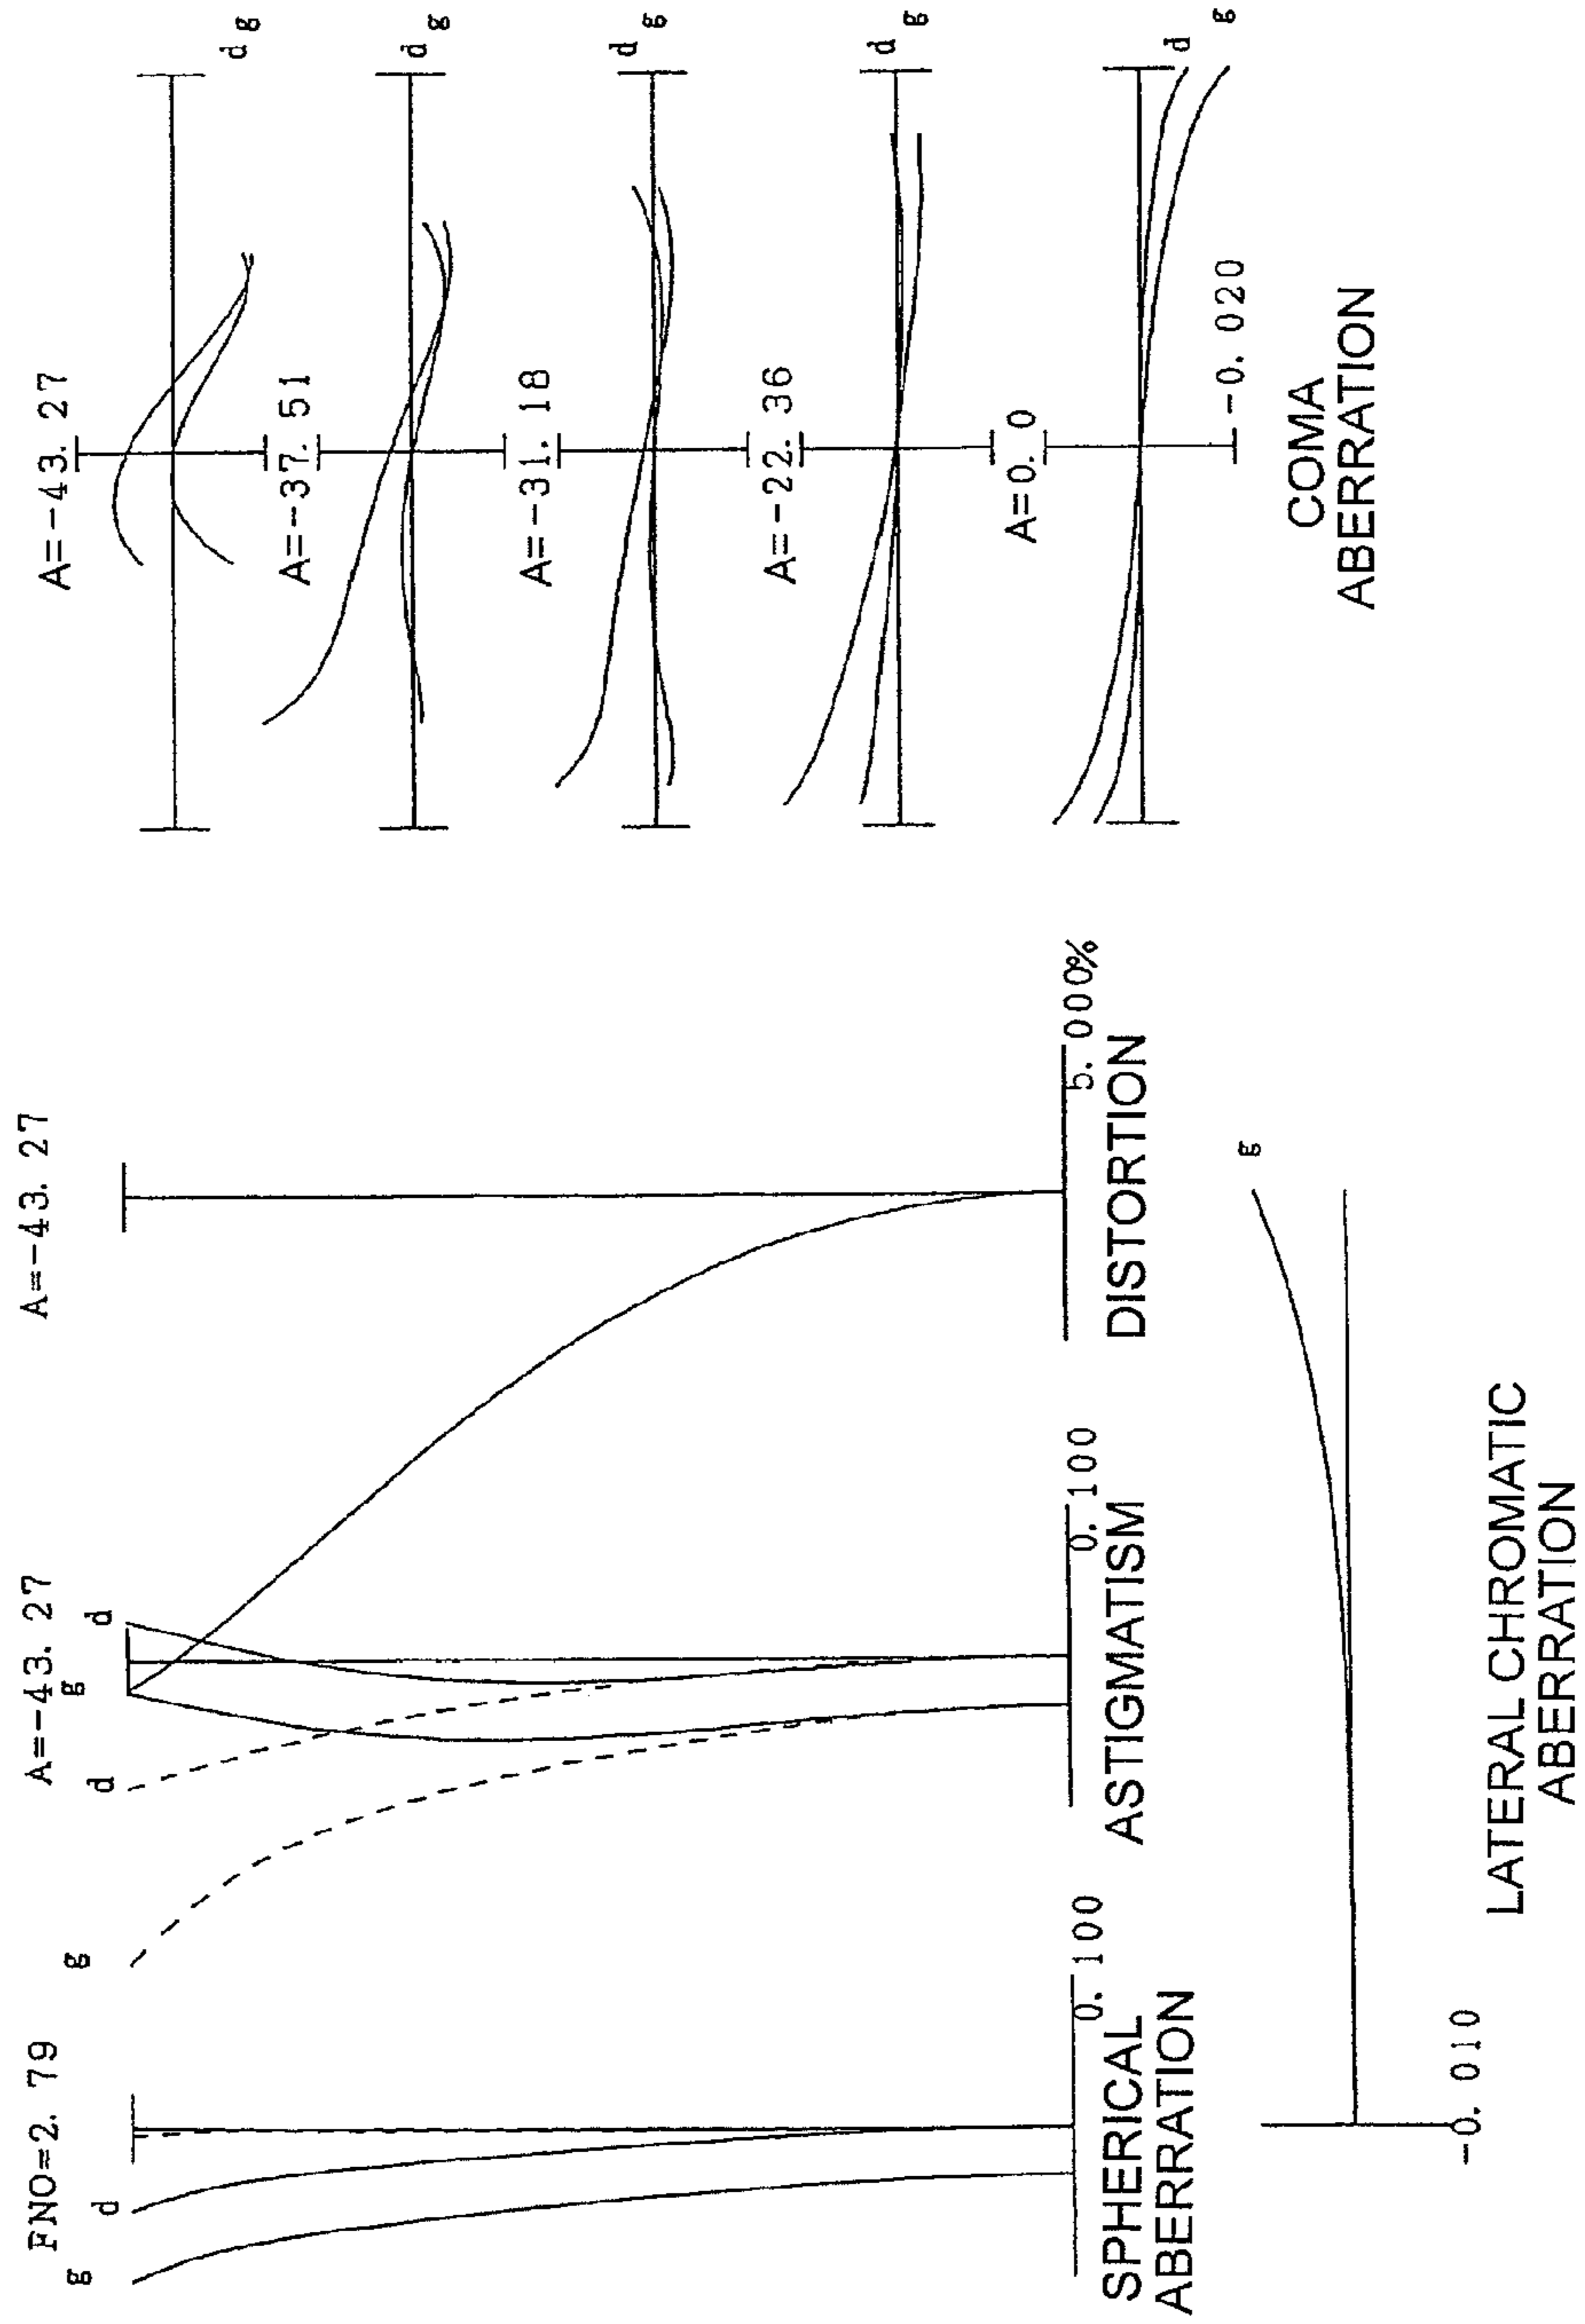 FNO=2. 79
g
d
0. 100
SPHERICAL
ABERRATION
A=-43. 27
g
d
g
d
0. 100
ASTIGMATISM
A=-43. 27
5. 000%
DISTORTION
g
-0. 010
LATERAL CHROMATIC
ABERRATION
A=-43. 27
d
g
A=-37. 51
d
g
A=-31. 18
d
g
A=-22. 36
d
g
A=0. 0
d
g
-0. 020
COMA
ABERRATION